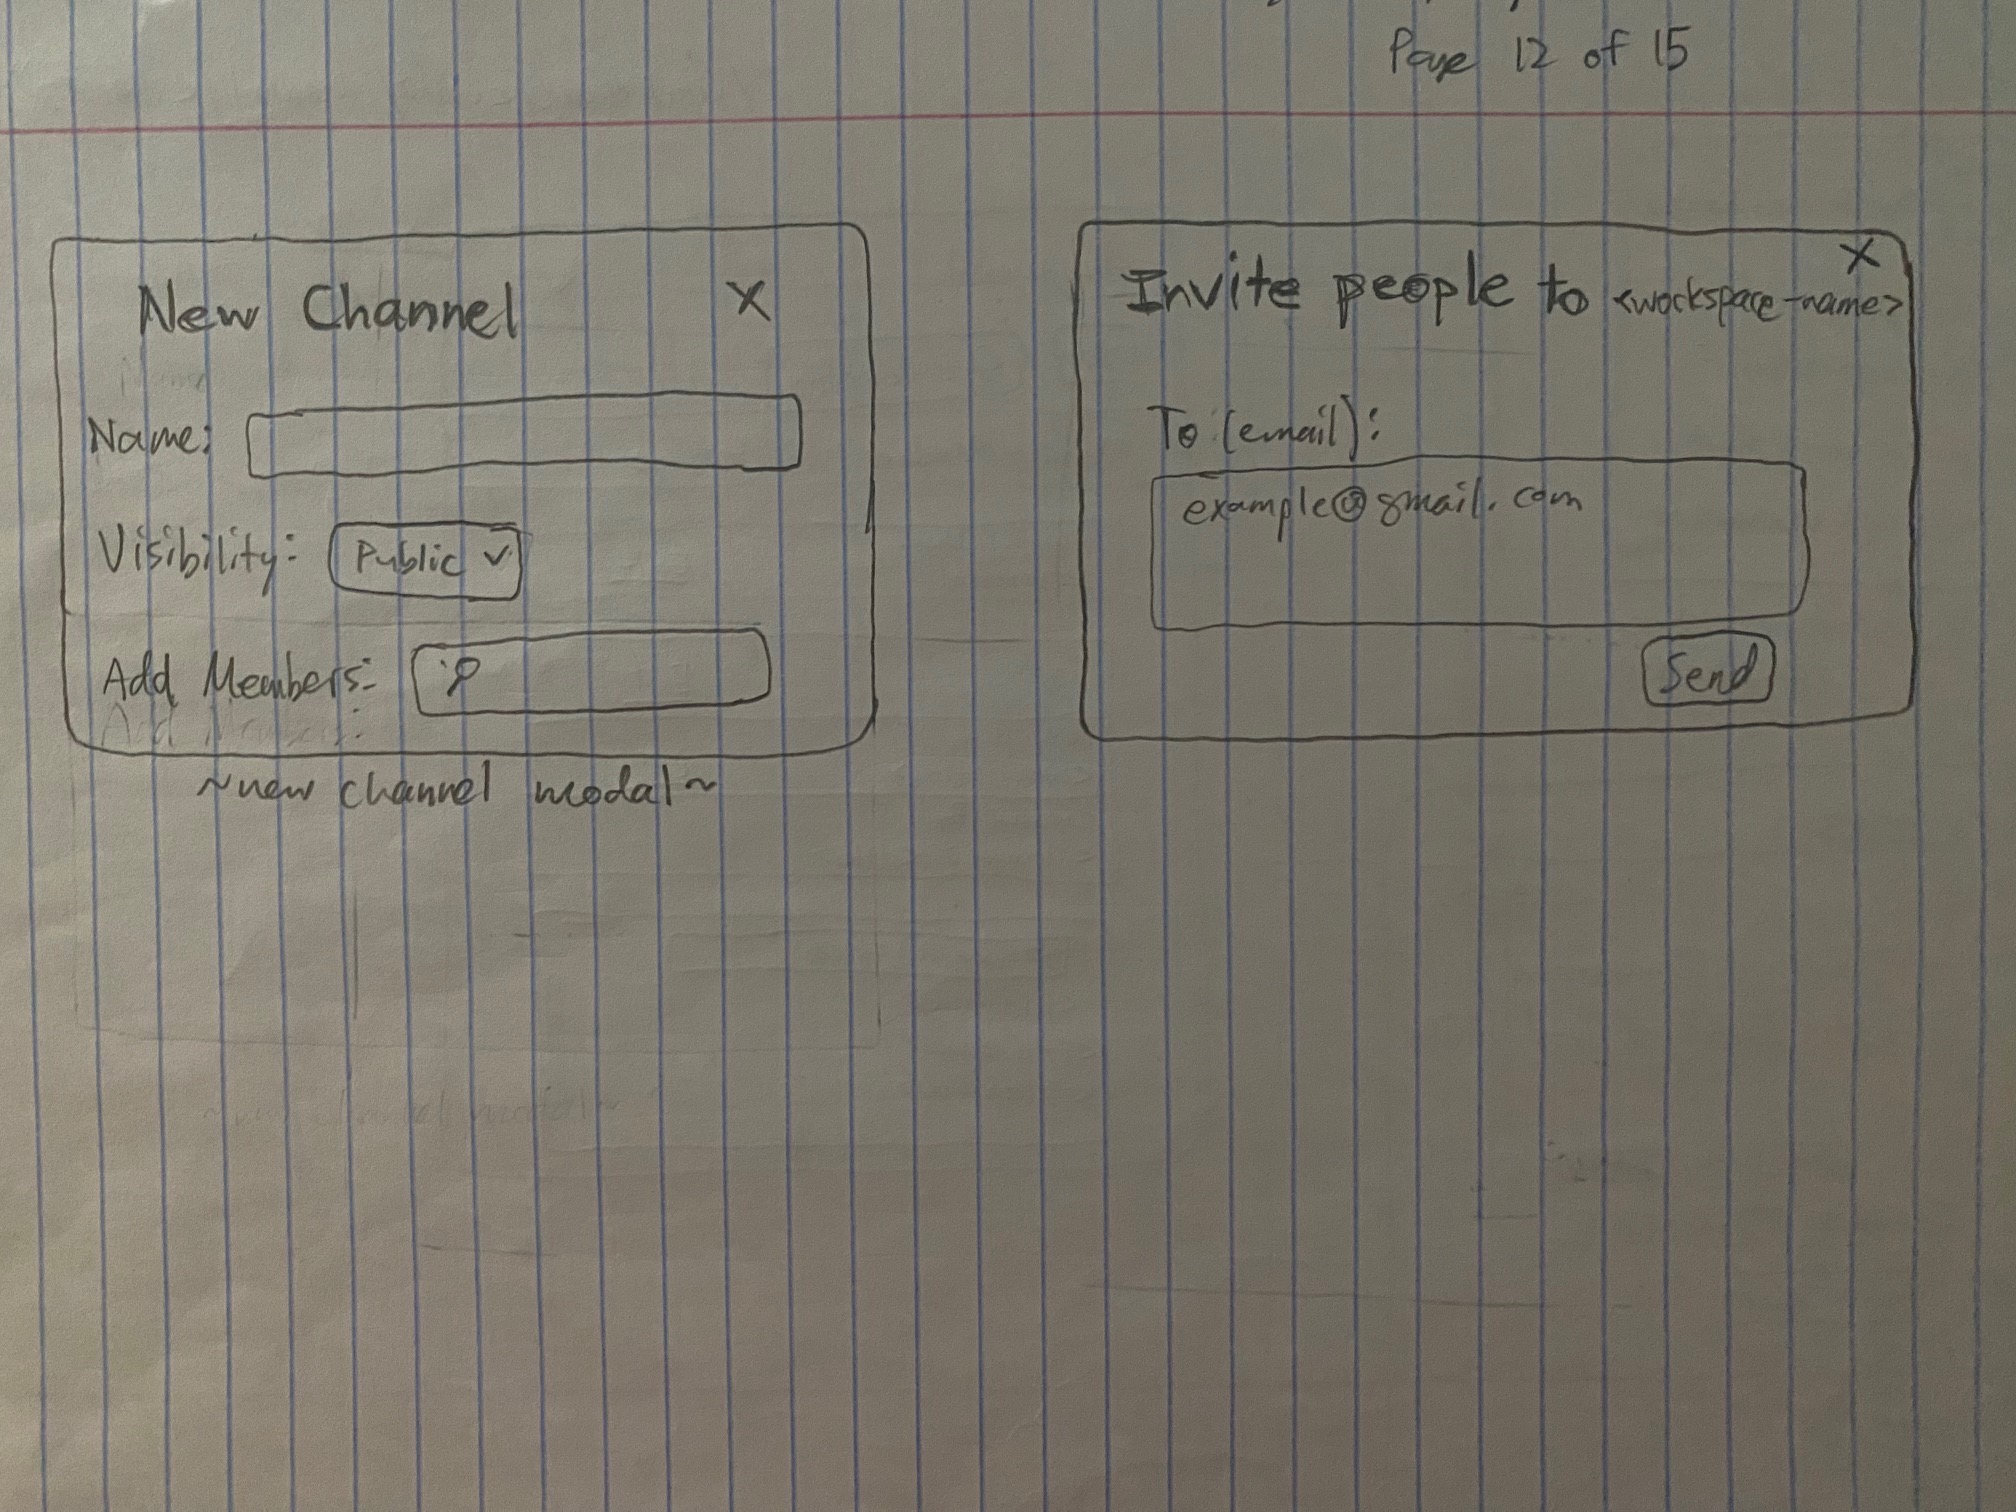 Page 12 of 15
New Channel X
Name:
Visibility: Public
Add Members:
~new channel modal~
Invite people to <workspace-name>
X
To (email):
example@gmail.com
Send